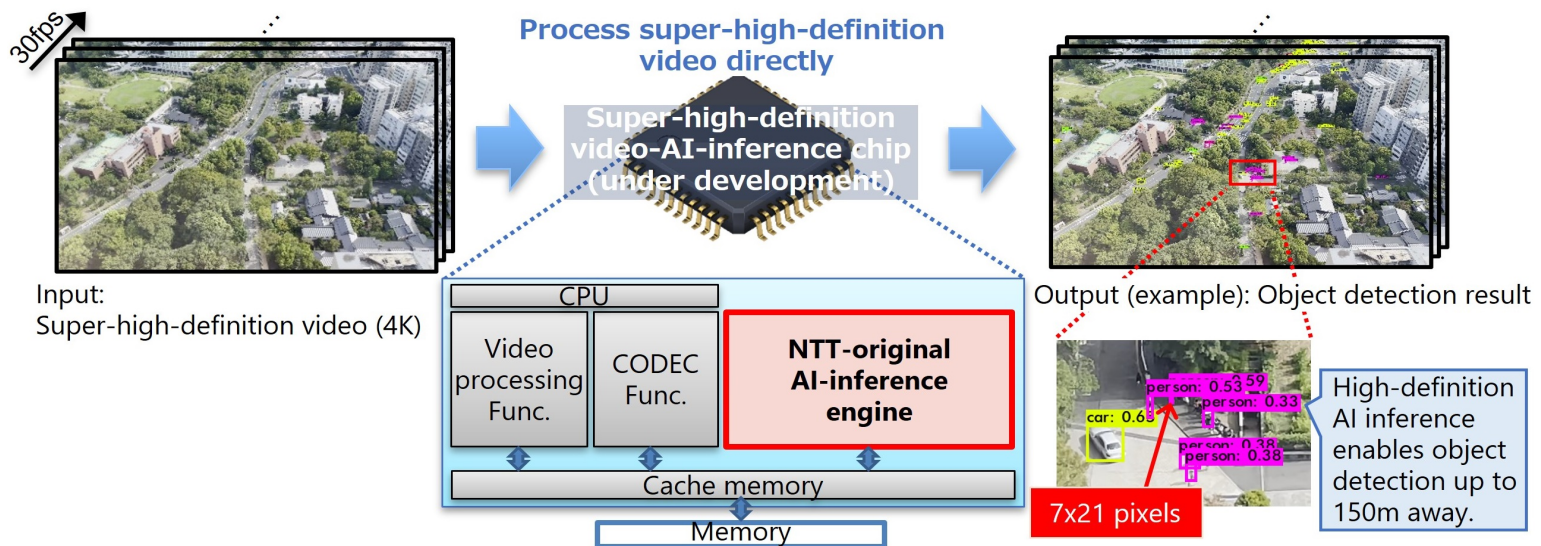 30fps
...
Process super-high-definition
video directly
...
Super-high-definition
video-AI-inference chip
(under development)
Input:
Super-high-definition video (4K)
CPU
Video
processing
Func.
CODEC
Func.
NTT-original
AI-inference
engine
Cache memory
Memory
Output (example): Object detection result
person: 0.53
59
person: 0.33
car: 0.6
person: 0.38
person: 0.38
7x21 pixels
High-definition
AI inference
enables object
detection up to
150m away.